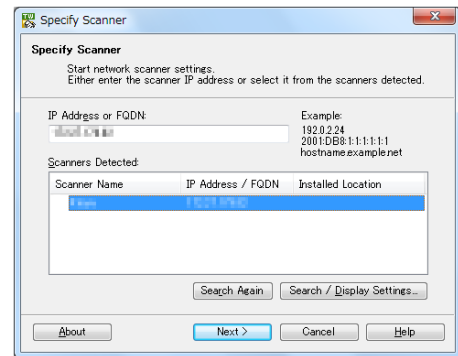 Specify Scanner
Specify Scanner
Start network scanner settings.
Either enter the scanner IP address or select it from the scanners detected.
IP Address or FQDN:
Example:
192.0.2.24
2001:DB8:1:1:1:1:1:1
hostname.example.net
Scanners Detected:
Scanner Name IP Address / FQDN Installed Location
Search Again Search / Display Settings...
About Next > Cancel Help